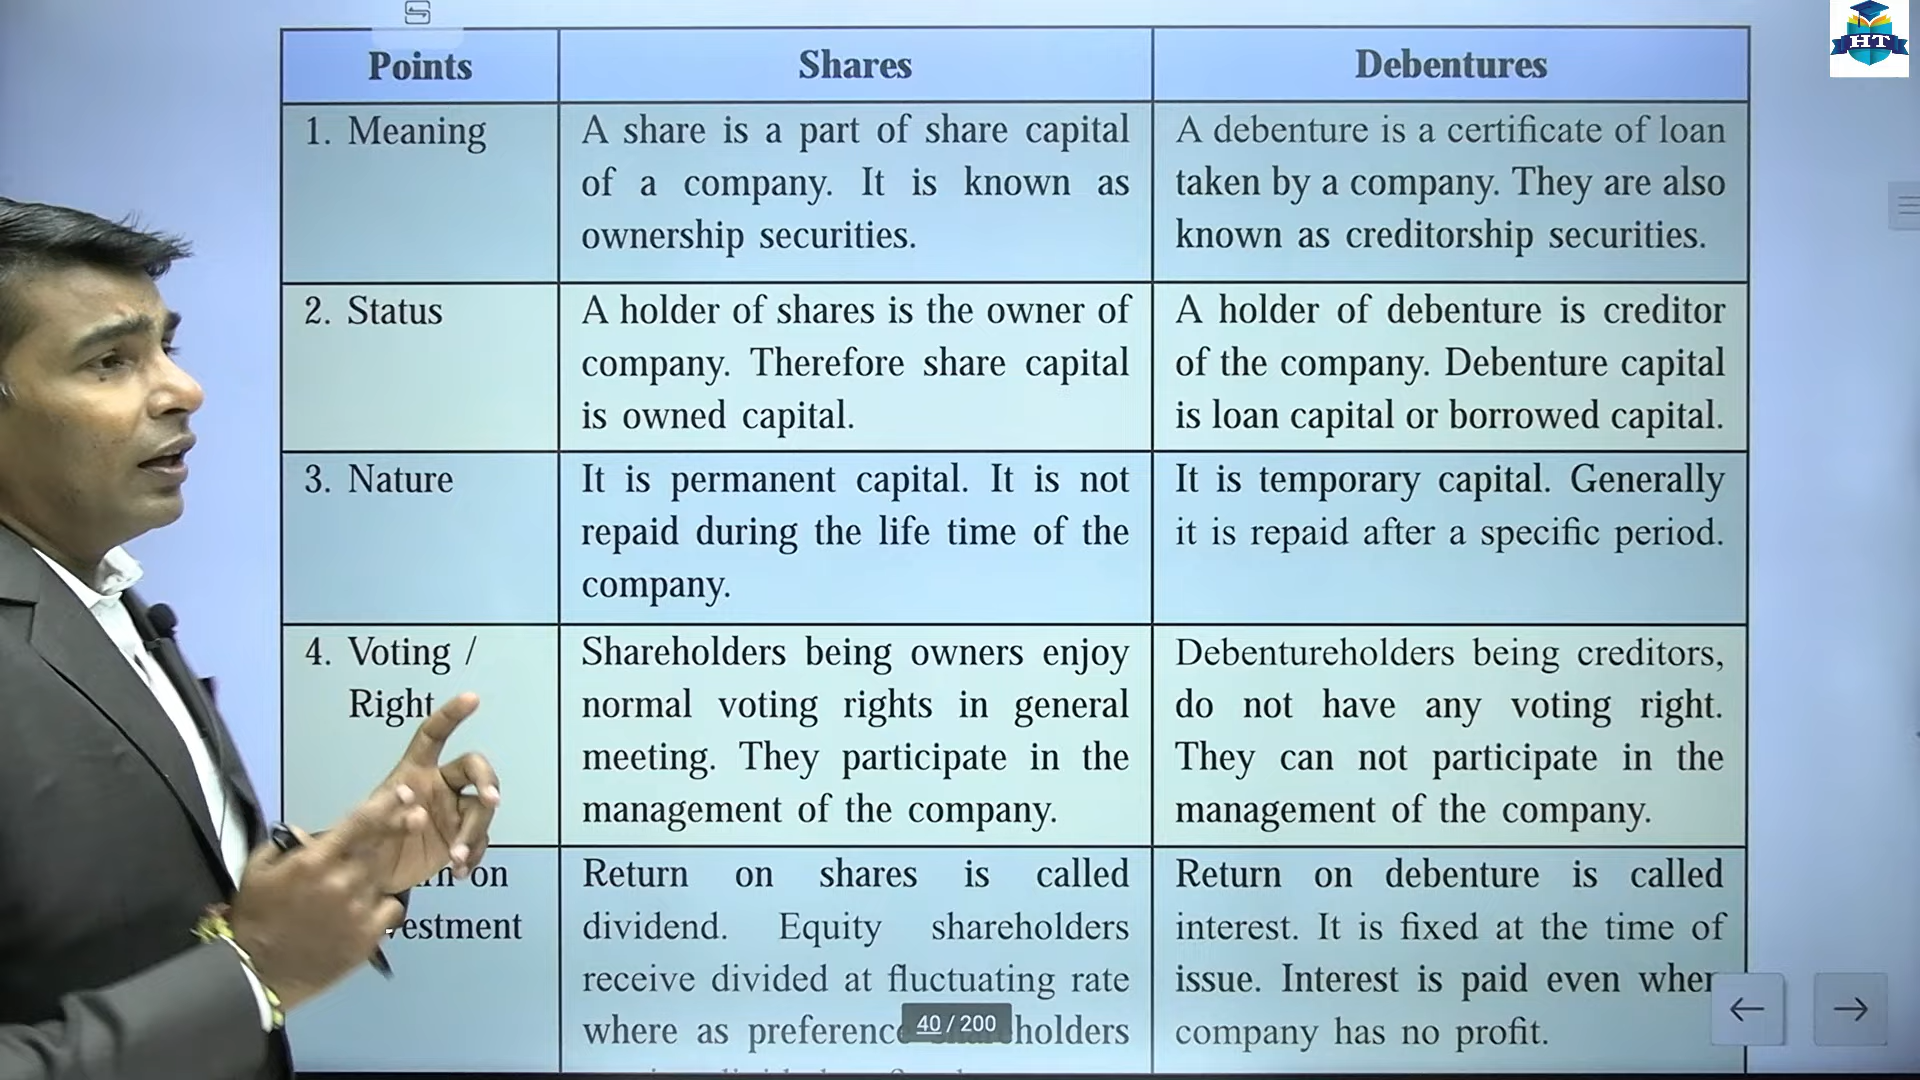 Points Shares Debentures
1. Meaning
A share is a part of share capital
of a company. It is known as
ownership securities.
A debenture is a certificate of loan
taken by a company. They are also
known as creditorship securities.
2. Status
A holder of shares is the owner of
company. Therefore share capital
is owned capital.
A holder of debenture is creditor
of the company. Debenture capital
is loan capital or borrowed capital.
3. Nature
It is permanent capital. It is not
repaid during the life time of the
company.
It is temporary capital. Generally
it is repaid after a specific period.
4. Voting /
Right
Shareholders being owners enjoy
normal voting rights in general
meeting. They participate in the
management of the company.
Debentureholders being creditors,
do not have any voting right.
They can not participate in the
management of the company.
on
Return on shares is called
dividend. Equity shareholders
receive divided at fluctuating rate
where as
Return on debenture is called
interest. It is fixed at the time of
issue. Interest is paid even when
company has no profit.
40 / 200
HT